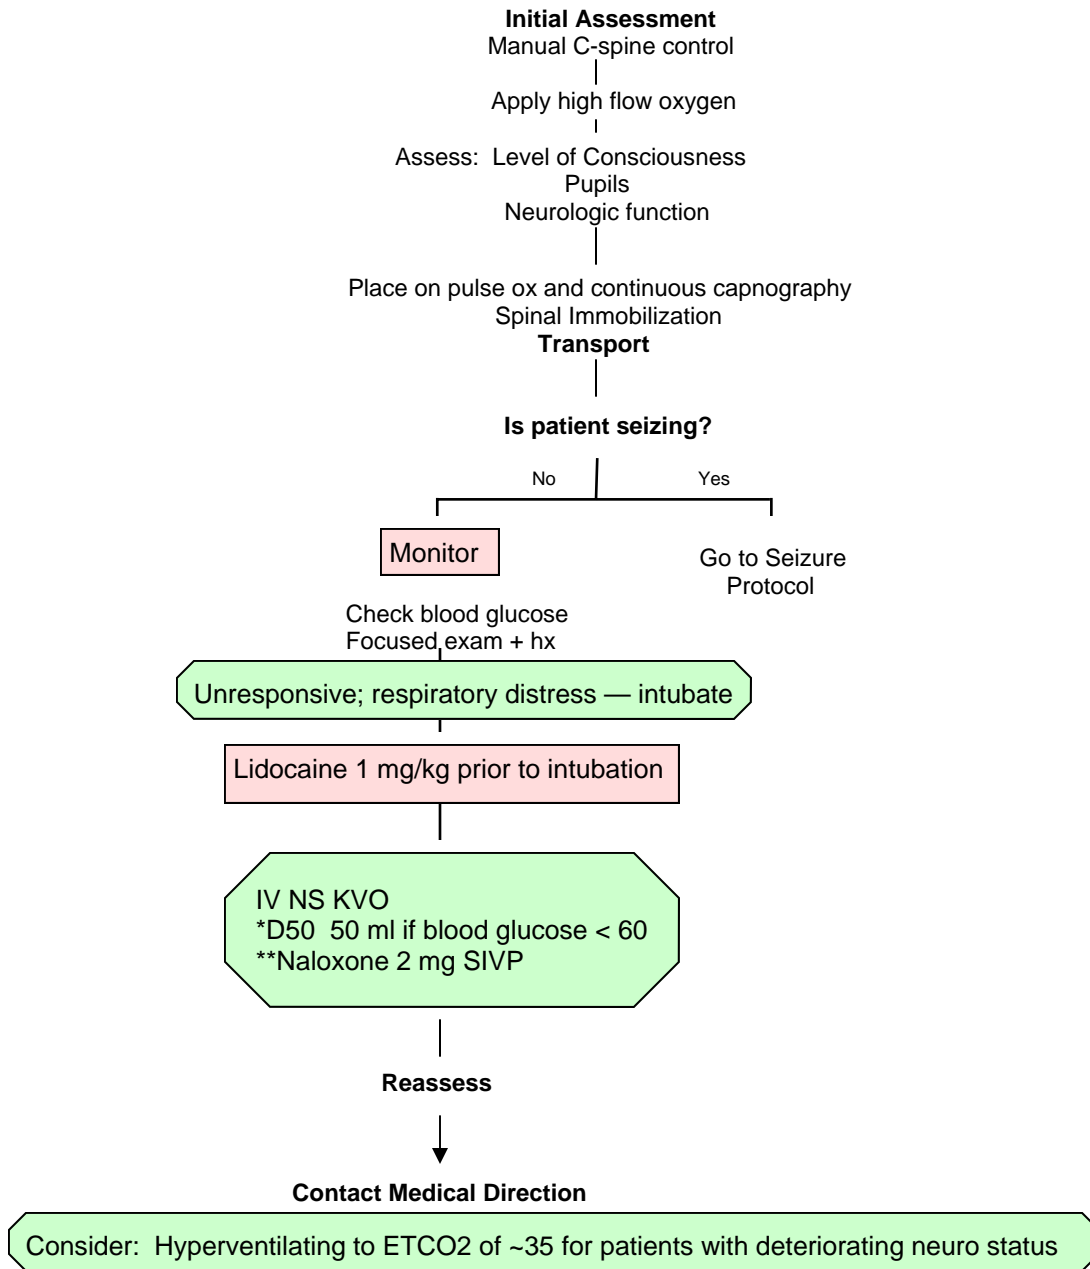 Initial Assessment
Manual C-spine control
Apply high flow oxygen
Assess:  Level of Consciousness
Pupils
Neurologic function
Place on pulse ox and continuous capnography
Spinal Immobilization
Transport
Is patient seizing?
No
Yes
Monitor
Go to Seizure
Protocol
Check blood glucose
Focused exam + hx
Unresponsive; respiratory distress — intubate
Lidocaine 1 mg/kg prior to intubation
IV NS KVO
*D50  50 ml if blood glucose < 60
**Naloxone 2 mg SIVP
Reassess
Contact Medical Direction
Consider:  Hyperventilating to ETCO2 of ~35 for patients with deteriorating neuro status